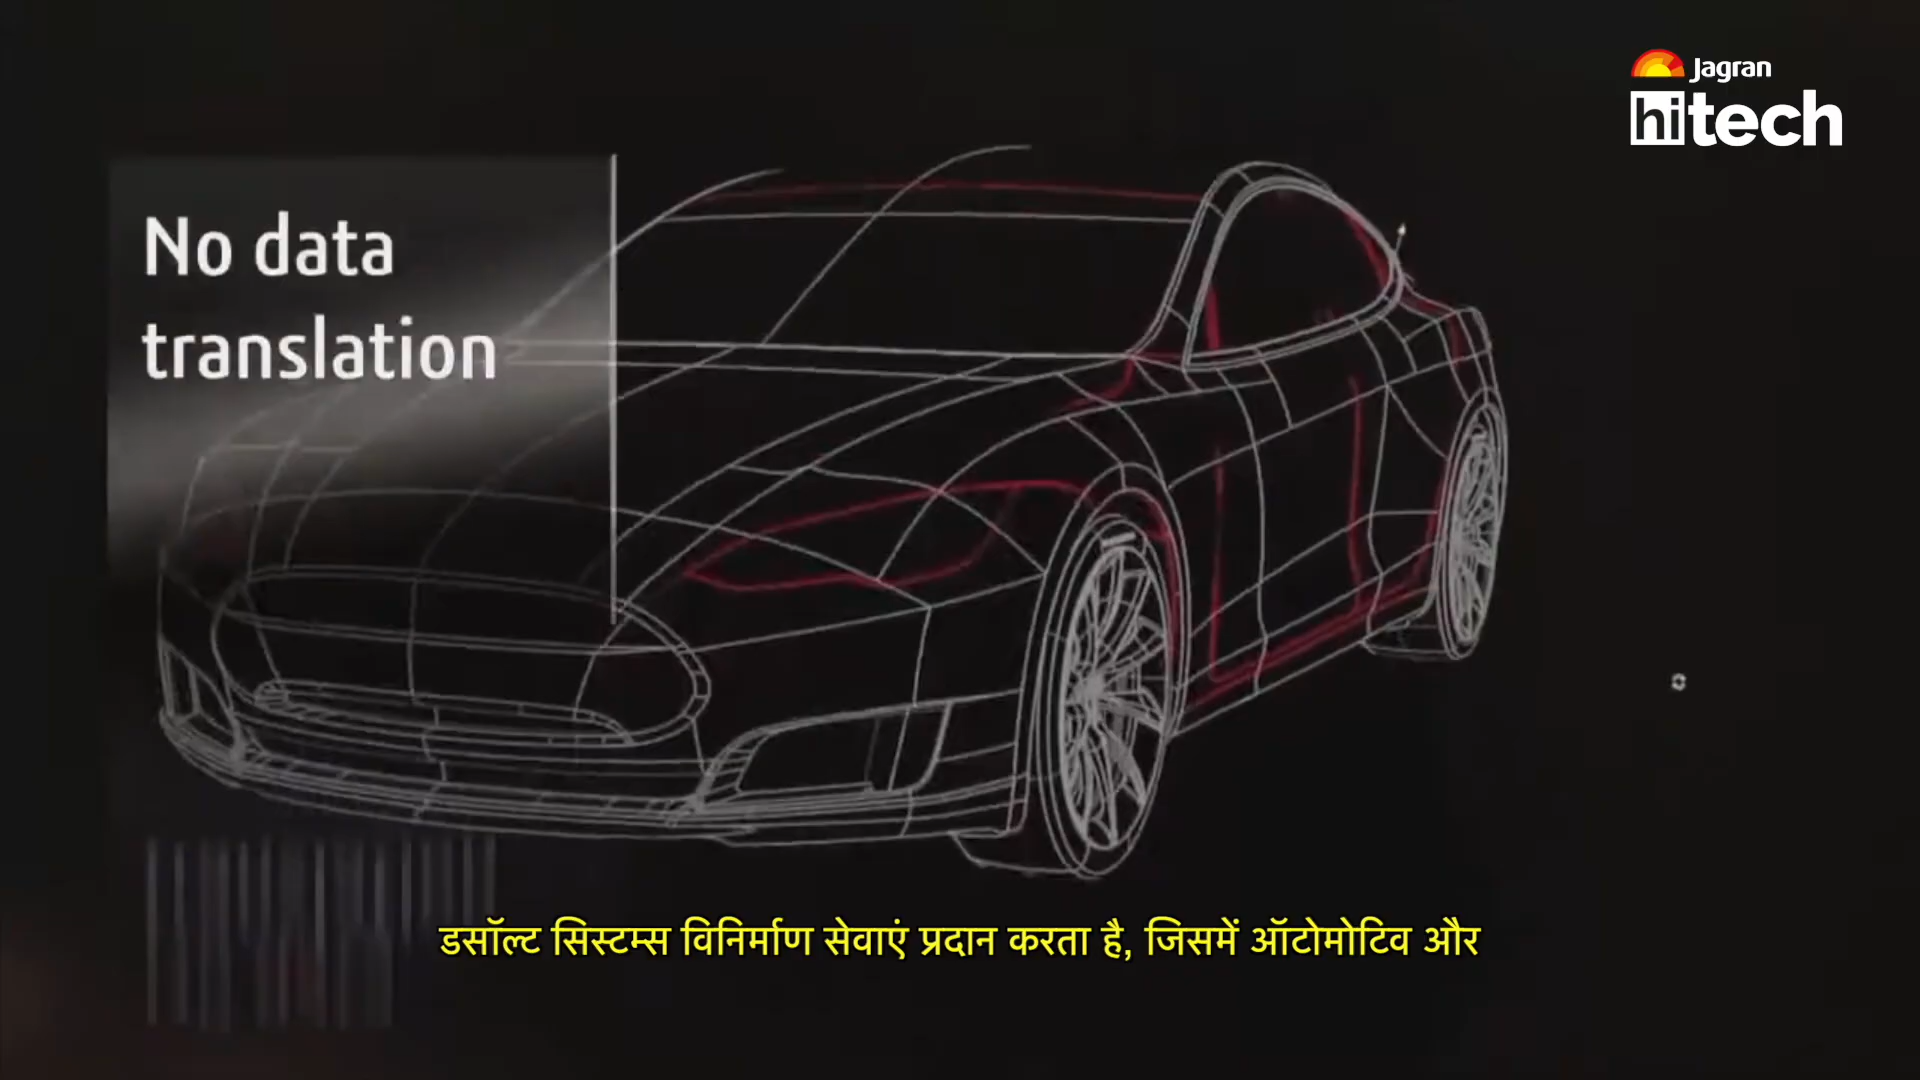 Jagran
hitech
No data
translation
डसॉल्ट सिस्टम्स विनिर्माण सेवाएं प्रदान करता है, जिसमें ऑटोमोटिव और